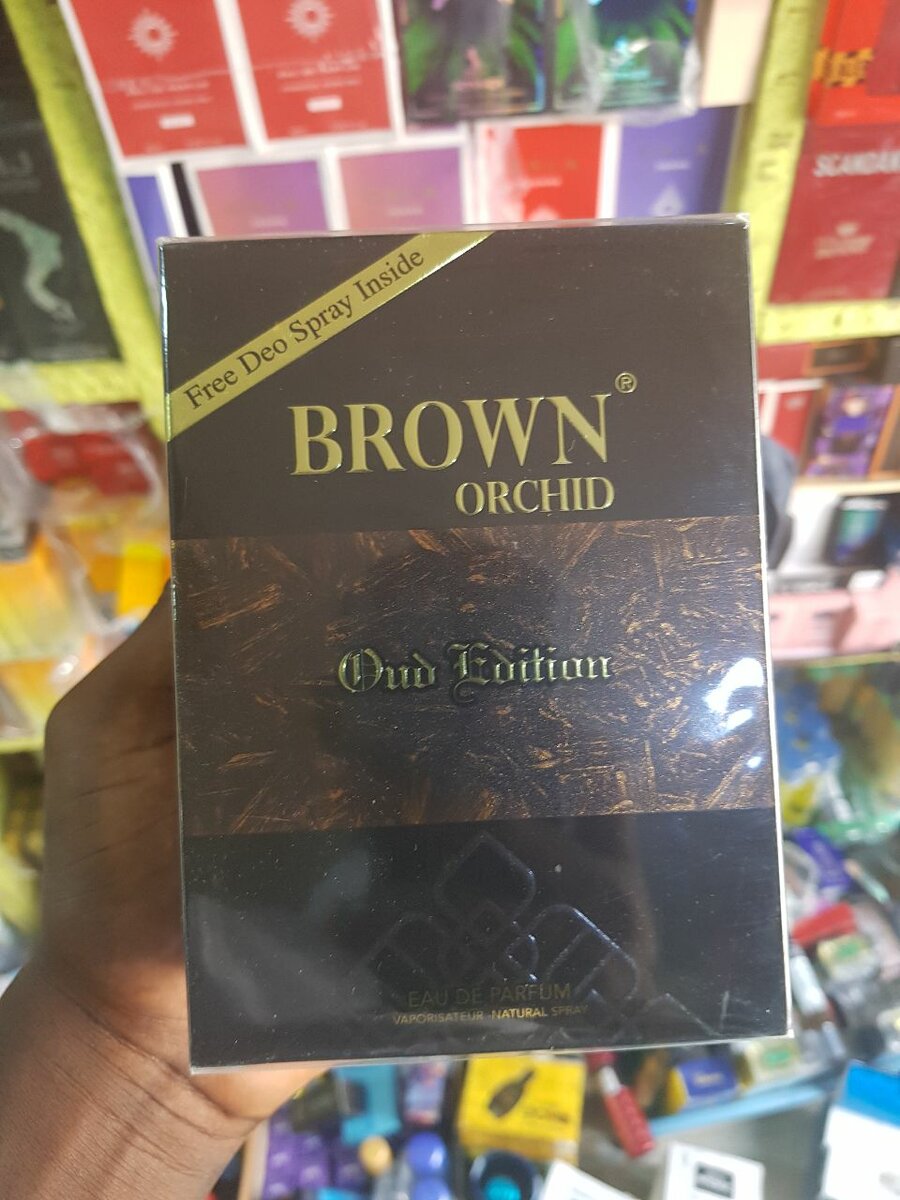 Free Deo Spray Inside
BROWN®
ORCHID
Oud Edition
EAU DE PARFUM
VAPORISATEUR NATURAL SPRAY